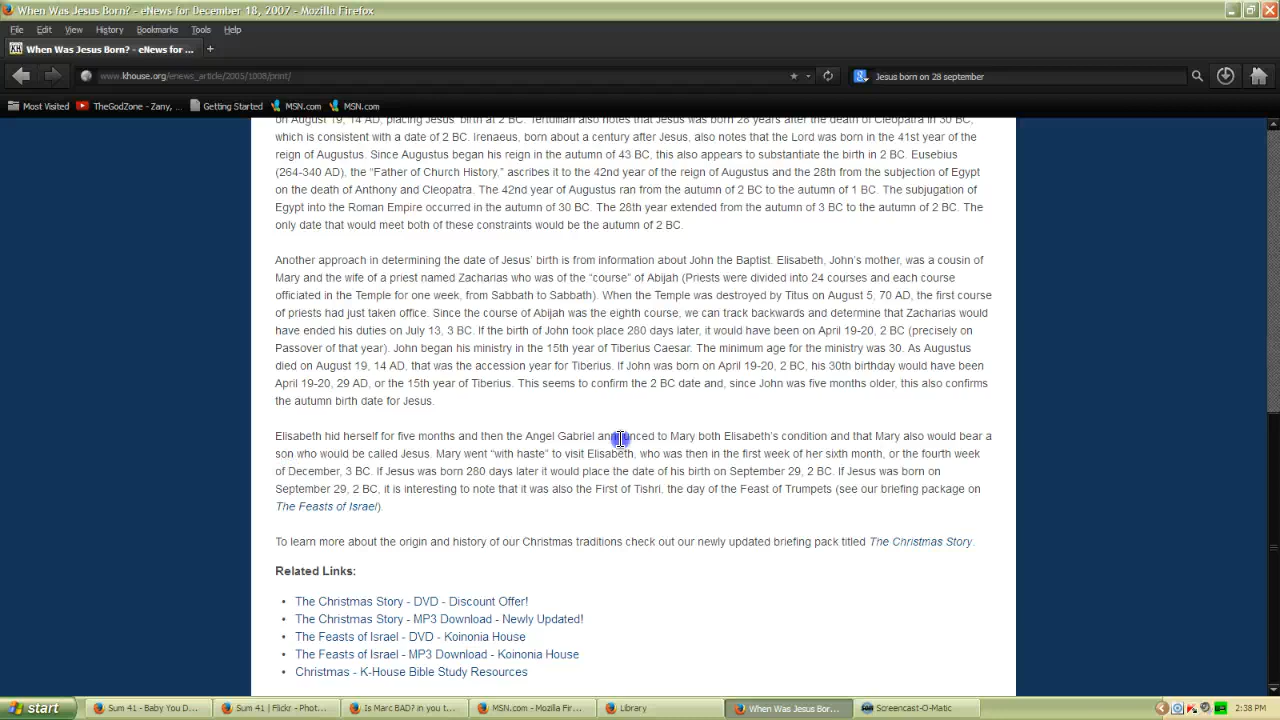 When Was Jesus Born? - eNews for December 18, 2007 - Mozilla Firefox
File Edit View History Bookmarks Tools Help
KH When Was Jesus Born? - eNews for ... +
www.khouse.org/enews_article/2005/1008/print/ Jesus born on 28 september
Most Visited TheGodZone - Zany, ... Getting Started MSN.com MSN.com
on August 19, 14 AD, placing Jesus' birth at 2 BC. Tertullian also notes that Jesus was born 28 years after the death of Cleopatra in 30 BC,
which is consistent with a date of 2 BC. Irenaeus, born about a century after Jesus, also notes that the Lord was born in the 41st year of the
reign of Augustus. Since Augustus began his reign in the autumn of 43 BC, this also appears to substantiate the birth in 2 BC. Eusebius
(264-340 AD), the "Father of Church History," ascribes it to the 42nd year of the reign of Augustus and the 28th from the subjection of Egypt
on the death of Anthony and Cleopatra. The 42nd year of Augustus ran from the autumn of 2 BC to the autumn of 1 BC. The subjugation of
Egypt into the Roman Empire occurred in the autumn of 30 BC. The 28th year extended from the autumn of 3 BC to the autumn of 2 BC. The
only date that would meet both of these constraints would be the autumn of 2 BC.
Another approach in determining the date of Jesus' birth is from information about John the Baptist. Elisabeth, John's mother, was a cousin of
Mary and the wife of a priest named Zacharias who was of the "course" of Abijah (Priests were divided into 24 courses and each course
officiated in the Temple for one week, from Sabbath to Sabbath). When the Temple was destroyed by Titus on August 5, 70 AD, the first course
of priests had just taken office. Since the course of Abijah was the eighth course, we can track backwards and determine that Zacharias would
have ended his duties on July 13, 3 BC. If the birth of John took place 280 days later, it would have been on April 19-20, 2 BC (precisely on
Passover of that year). John began his ministry in the 15th year of Tiberius Caesar. The minimum age for the ministry was 30. As Augustus
died on August 19, 14 AD, that was the accession year for Tiberius. If John was born on April 19-20, 2 BC, his 30th birthday would have been
April 19-20, 29 AD, or the 15th year of Tiberius. This seems to confirm the 2 BC date and, since John was five months older, this also confirms
the autumn birth date for Jesus.
Elisabeth hid herself for five months and then the Angel Gabriel announced to Mary both Elisabeth's condition and that Mary also would bear a
son who would be called Jesus. Mary went "with haste" to visit Elisabeth, who was then in the first week of her sixth month, or the fourth week
of December, 3 BC. If Jesus was born 280 days later it would place the date of his birth on September 29, 2 BC. If Jesus was born on
September 29, 2 BC, it is interesting to note that it was also the First of Tishri, the day of the Feast of Trumpets (see our briefing package on
The Feasts of Israel).
To learn more about the origin and history of our Christmas traditions check out our newly updated briefing pack titled The Christmas Story.
Related Links:
• The Christmas Story - DVD - Discount Offer!
• The Christmas Story - MP3 Download - Newly Updated!
• The Feasts of Israel - DVD - Koinonia House
• The Feasts of Israel - MP3 Download - Koinonia House
• Christmas - K-House Bible Study Resources
start Sum 41 - Baby You D... Sum 41 | Flickr - Phot... Is Marc BAD? in you t... MSN.com - Mozilla Fir... Library When Was Jesus Bor... Screencast-O-Matic 2:38 PM